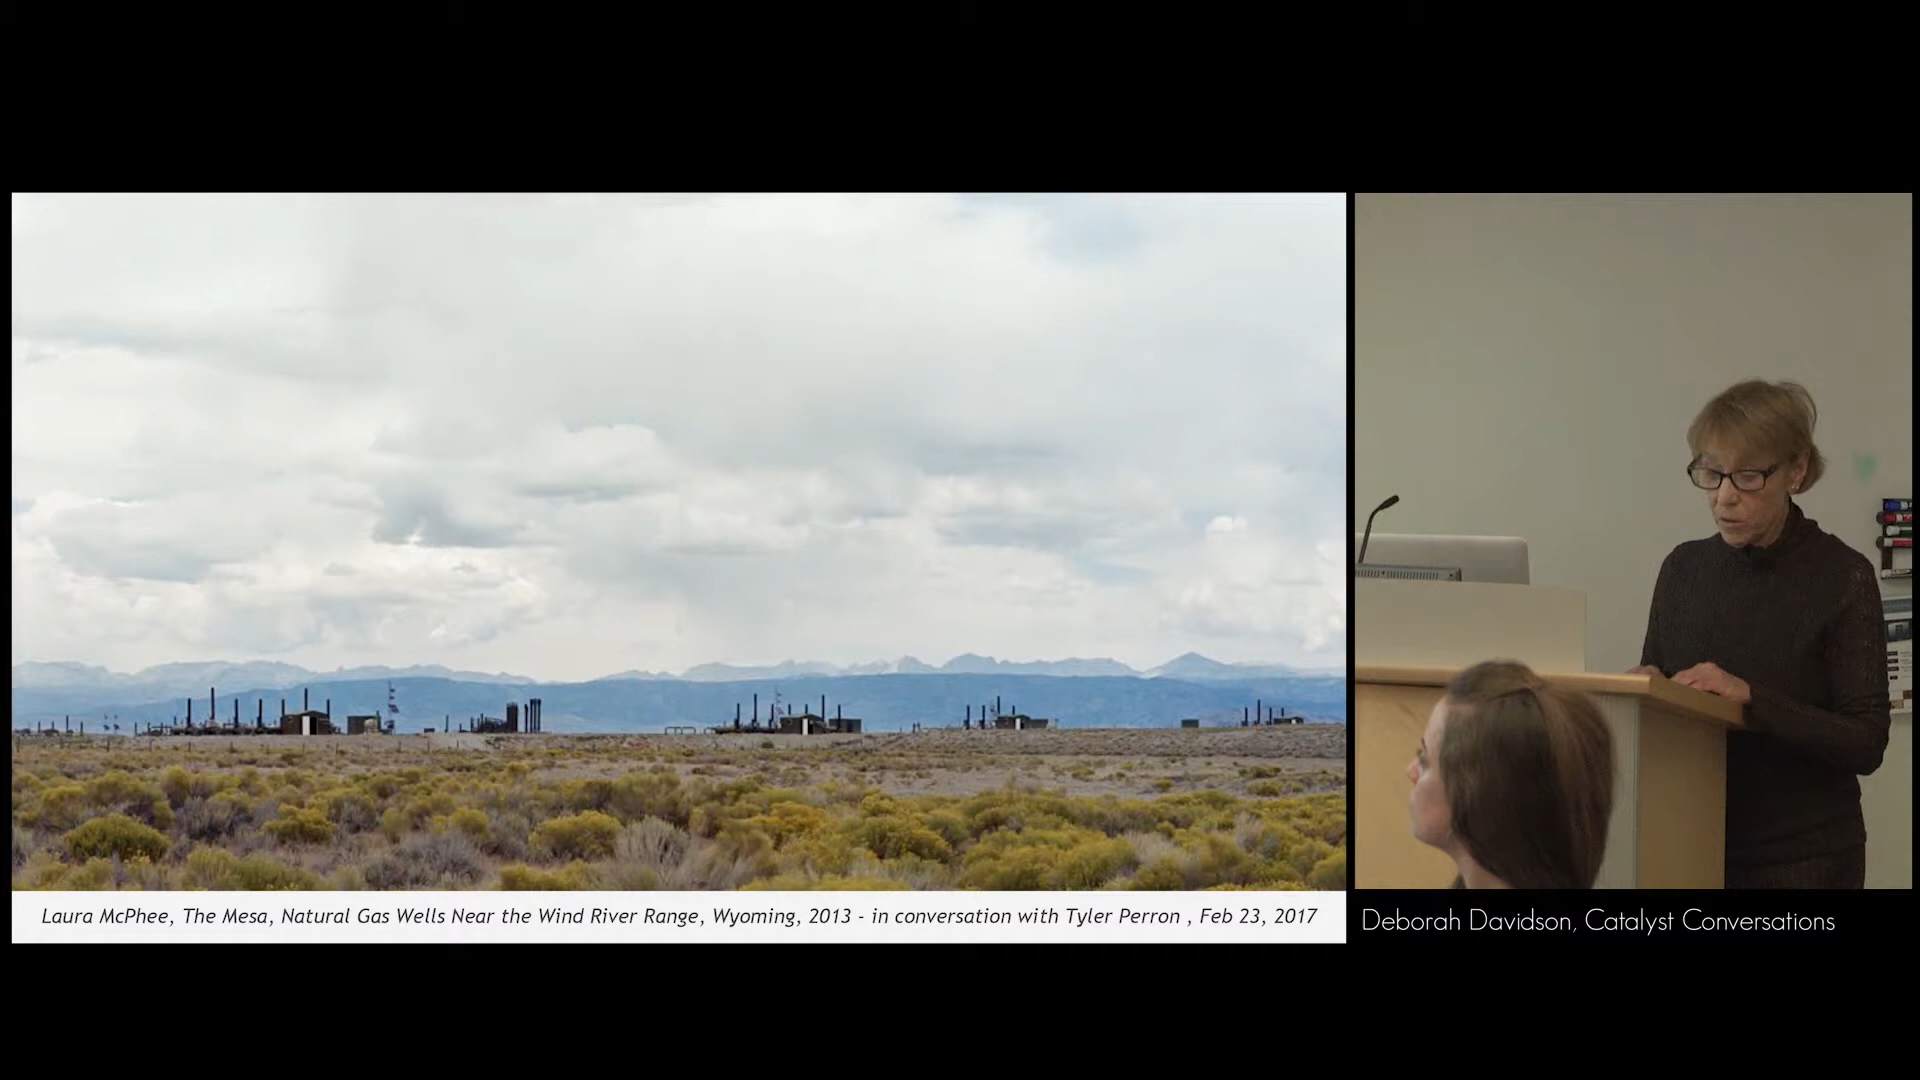 Laura McPhee, The Mesa, Natural Gas Wells Near the Wind River Range, Wyoming, 2013 - in conversation with Tyler Perron , Feb 23, 2017
Deborah Davidson, Catalyst Conversations